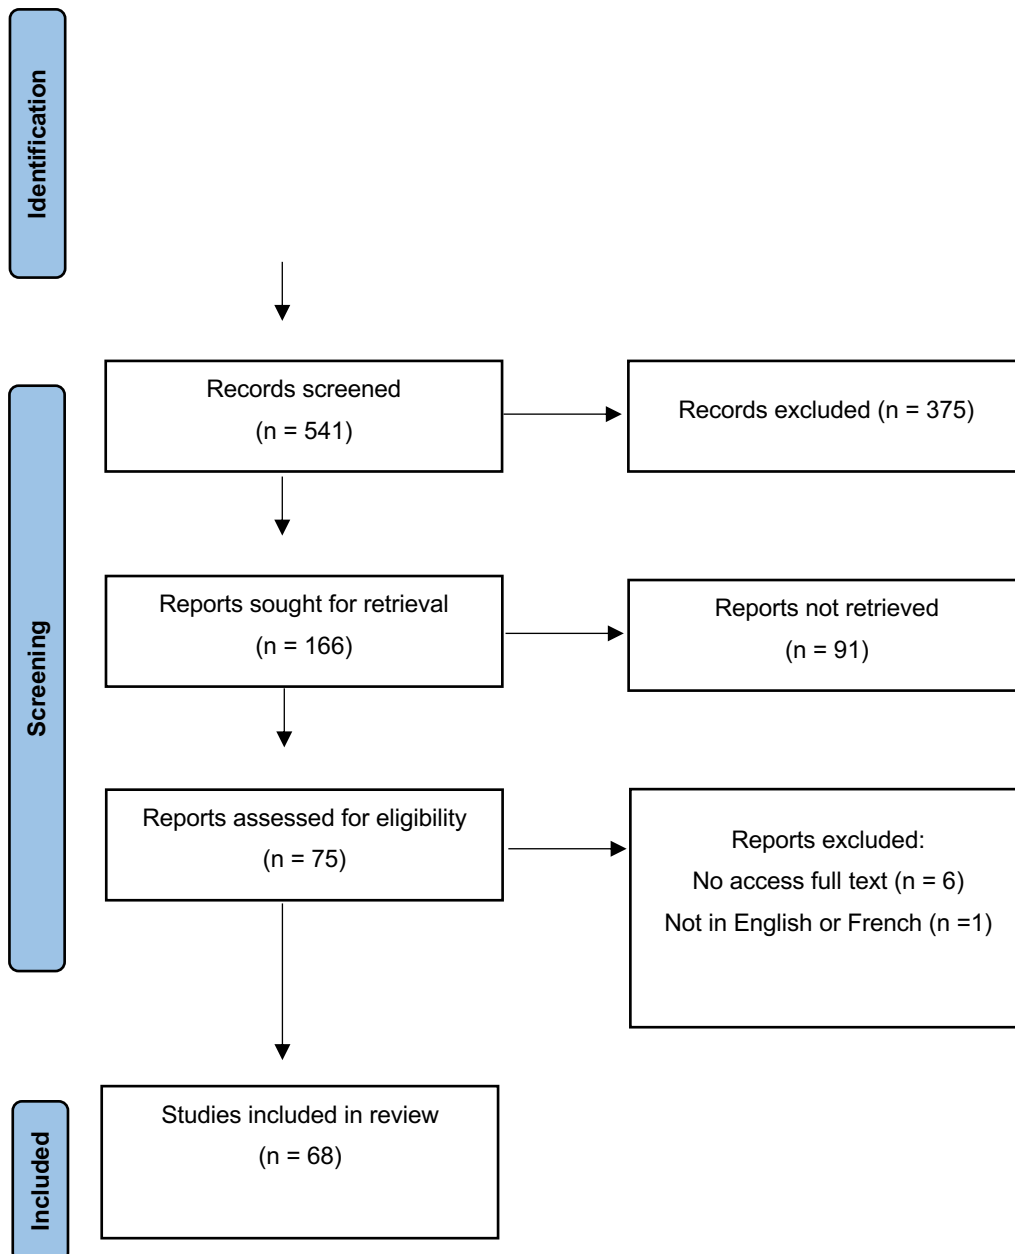 Identification
Records screened
(n = 541)
Records excluded (n = 375)
Screening
Reports sought for retrieval
(n = 166)
Reports not retrieved
(n = 91)
Reports assessed for eligibility
(n = 75)
Reports excluded:
No access full text (n = 6)
Not in English or French (n =1)
Included
Studies included in review
(n = 68)